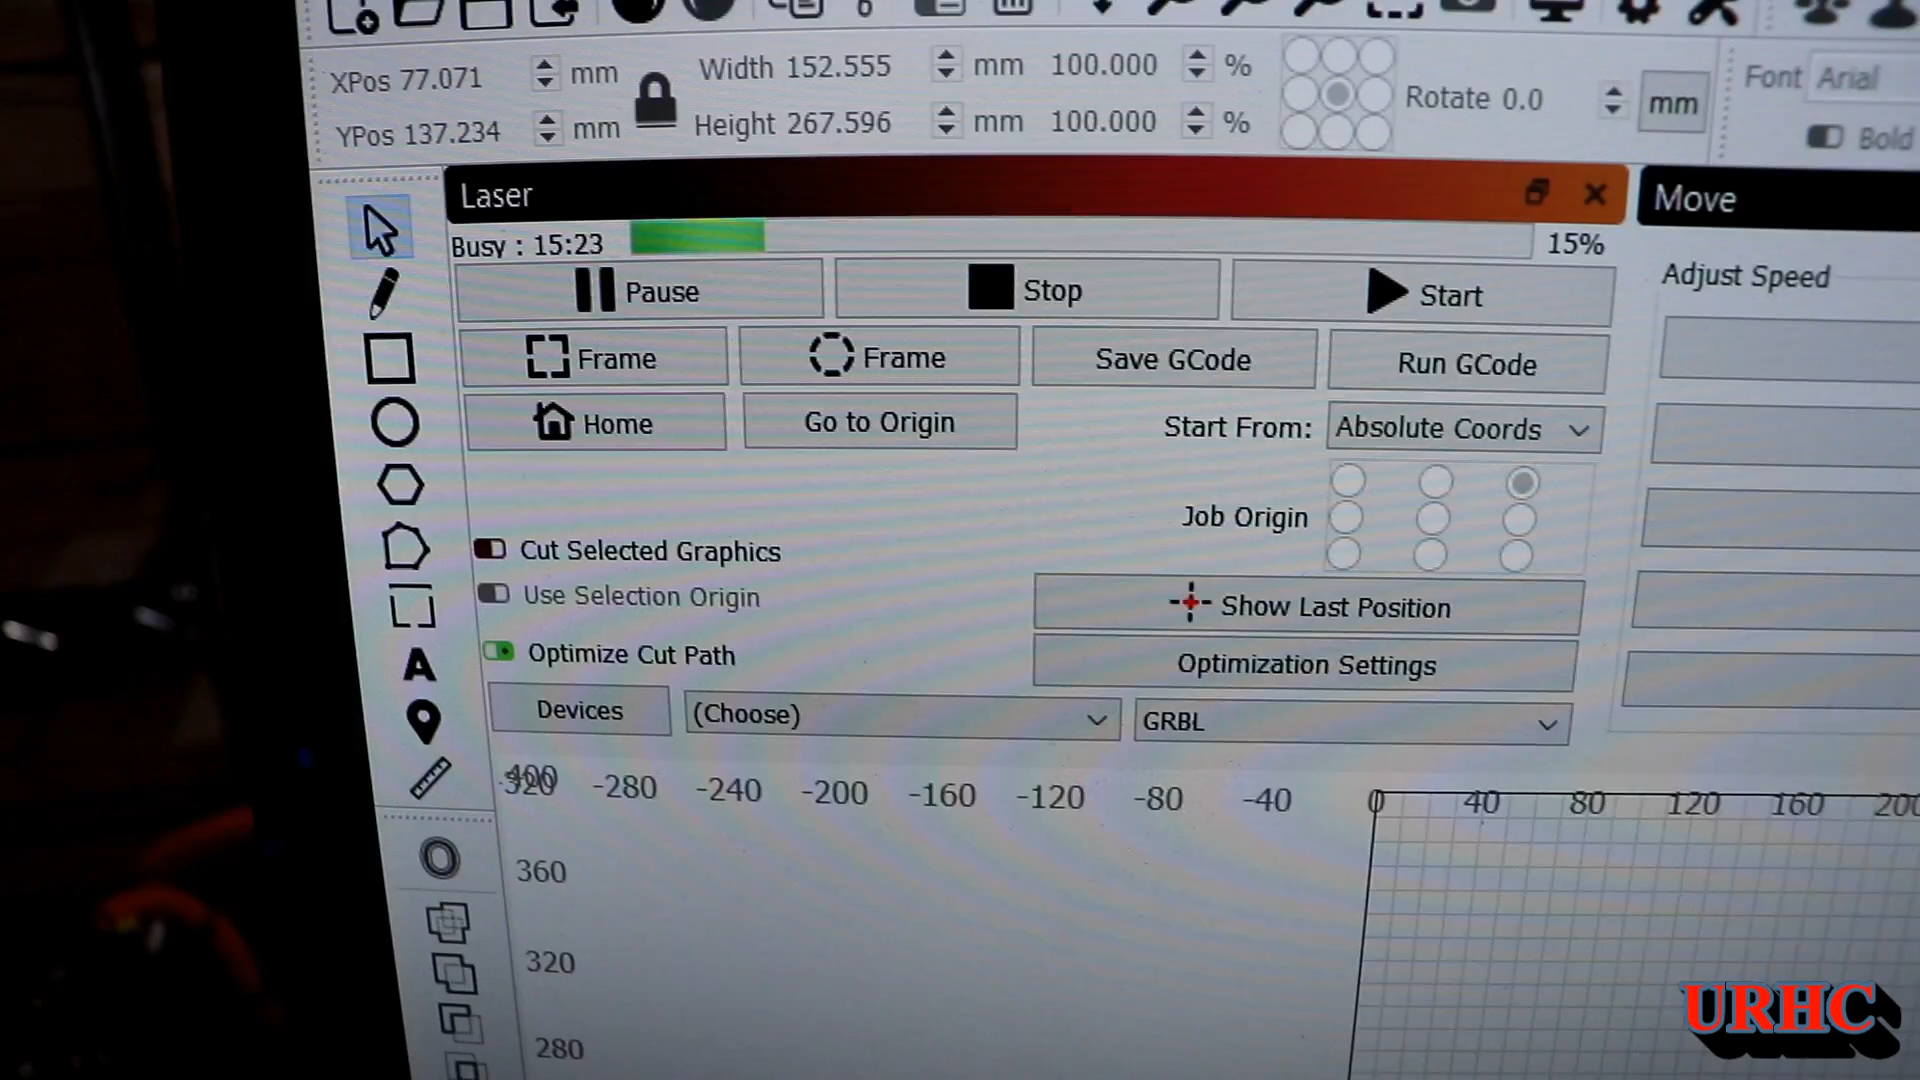 XPos 77.071 mm Width 152.555 mm 100.000 % Rotate 0.0 mm Font Arial
YPos 137.234 mm Height 267.596 mm 100.000 % Bold
Laser Move
Busy : 15:23 15%
Adjust Speed
Pause Stop Start
Frame Frame Save GCode Run GCode
Home Go to Origin Start From: Absolute Coords
Job Origin
Cut Selected Graphics
Use Selection Origin
Show Last Position
Optimize Cut Path
Optimization Settings
Devices (Choose) GRBL
-280 -240 -200 -160 -120 -80 -40 0 40 80 120 160 200
360
320
280
URHC